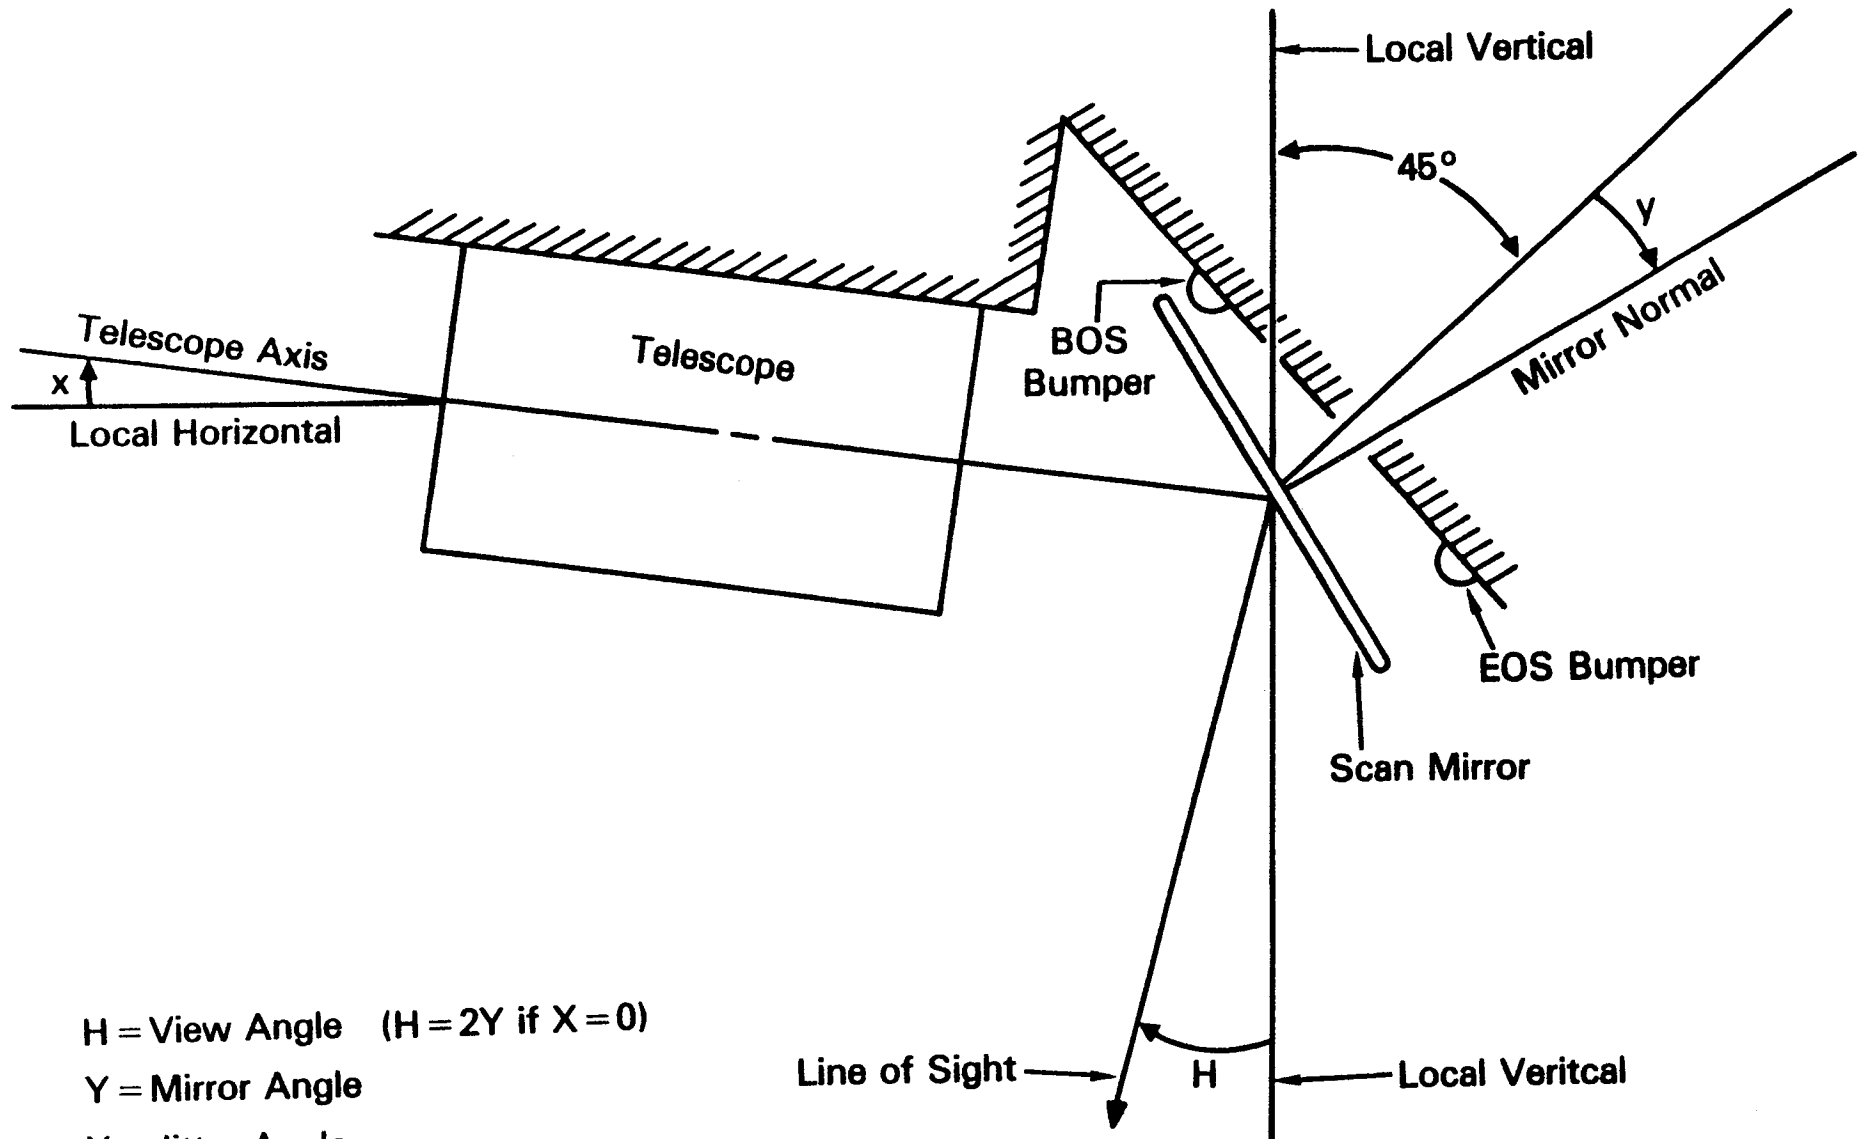 Local Vertical
45°
y
Mirror Normal
BOS
Bumper
Telescope
Telescope Axis
x
Local Horizontal
EOS Bumper
Scan Mirror
H = View Angle (H = 2Y if X = 0)
Y = Mirror Angle
Line of Sight
H
Local Veritcal